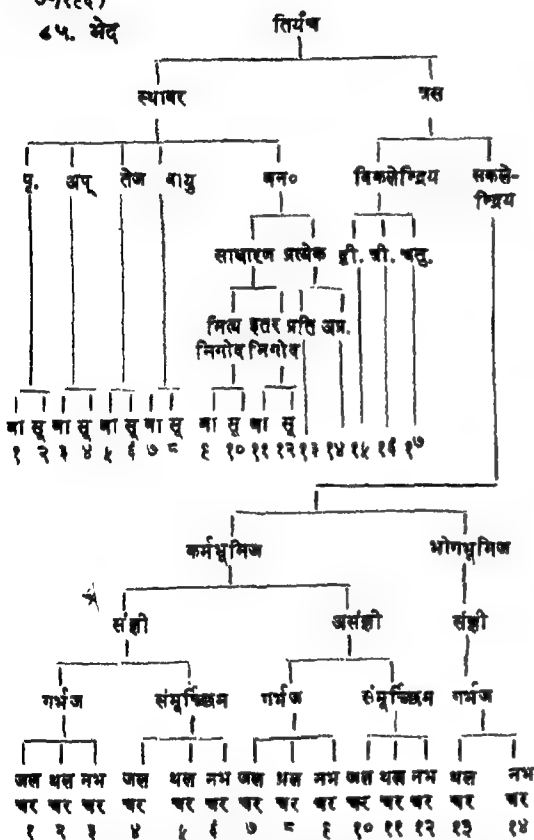 ८५. भेद
तिर्यंच
स्थावर त्रस
पृ. अप् तेज वायु वन० विकलेन्द्रिय सकले-
न्द्रिय
साधारण प्रत्येक द्वी. त्री. चतु.
नित्य इतर प्रति अप्र.
निगोद निगोद
बा सू बा सू बा सू बा सू बा सू बा सू
१ २ ३ ४ ५ ६ ७ ८ ९ १० ११ १२ १३ १४ १५ १६ १७
कर्मभूमिज भोगभूमिज
संज्ञी असंज्ञी संज्ञी
गर्भज संमूर्च्छिम गर्भज संमूर्च्छिम गर्भज
जल थल नभ जल थल नभ जल थल नभ जल थल नभ थल नभ
चर चर चर चर चर चर चर चर चर चर चर चर चर चर
१ २ ३ ४ ५ ६ ७ ८ ९ १० ११ १२ १३ १४